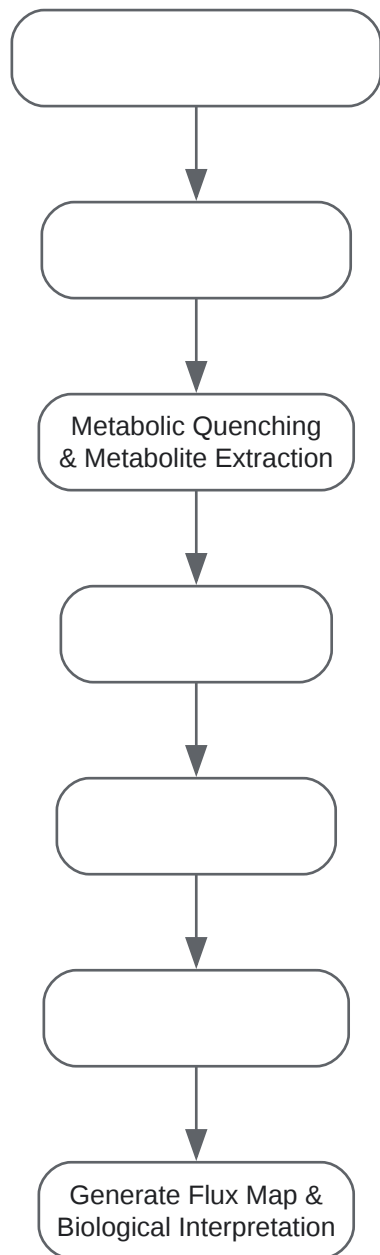 Metabolic Quenching
& Metabolite Extraction
Generate Flux Map &
Biological Interpretation